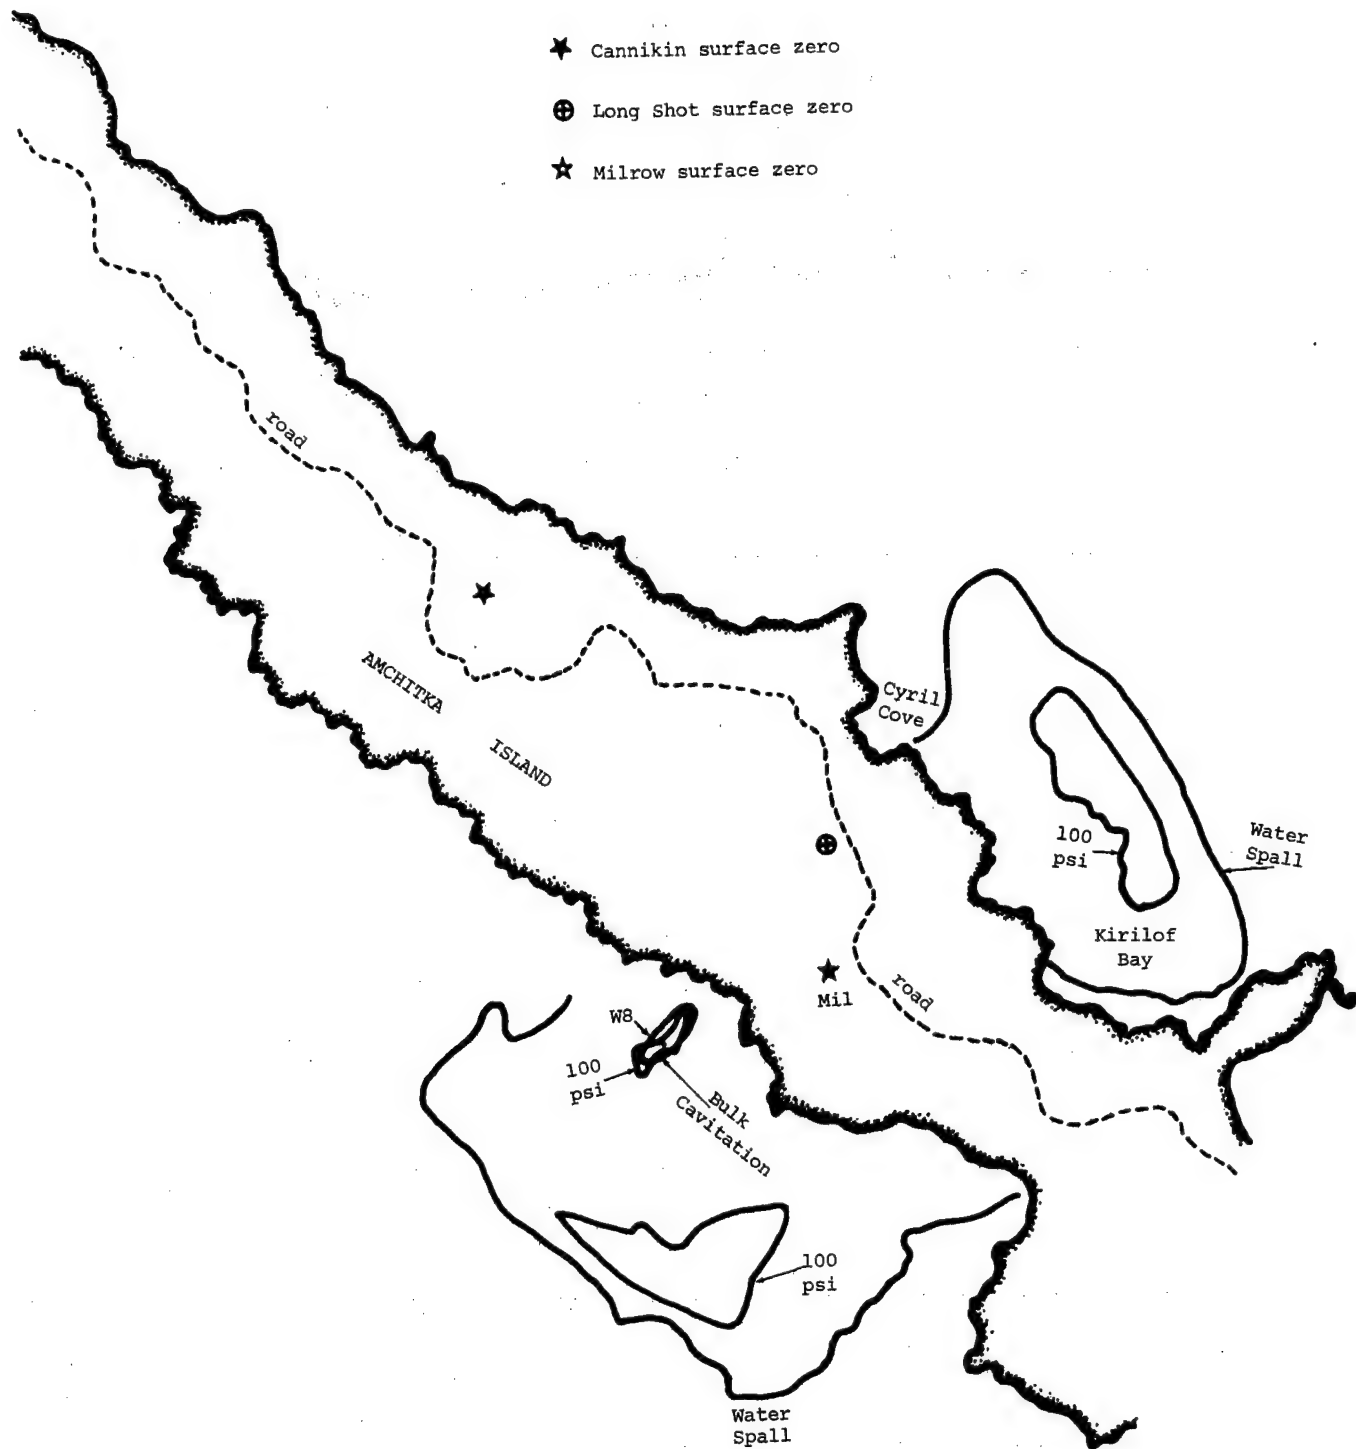 Cannikin surface zero
Long Shot surface zero
Milrow surface zero
road
AMCHITKA
ISLAND
Cyril
Cove
100
psi
Water
Spall
Kirilof
Bay
Mil
road
W8
100
psi
Bulk
Cavitation
100
psi
Water
Spall